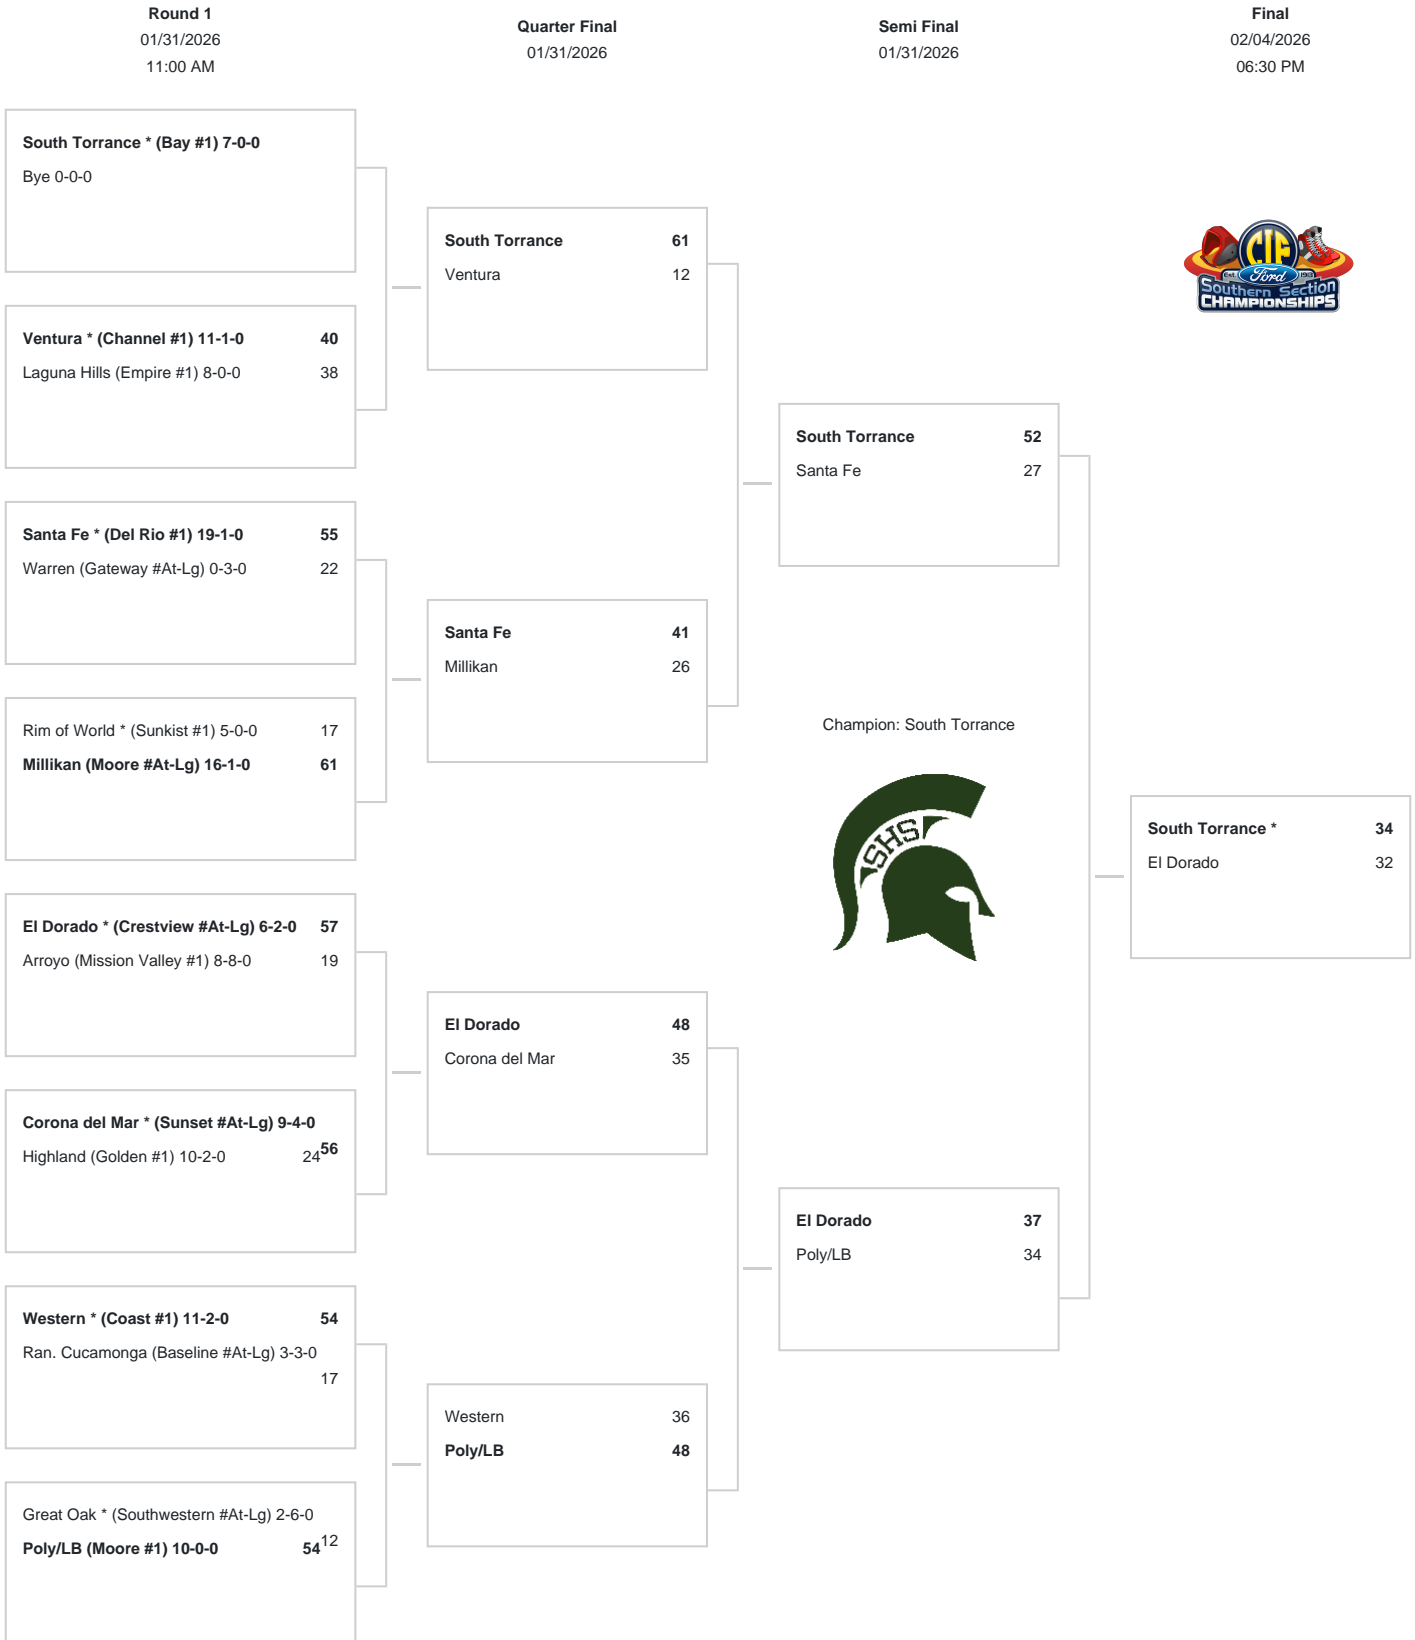 Round 1
01/31/2026
11:00 AM
Quarter Final
01/31/2026
Semi Final
01/31/2026
Final
02/04/2026
06:30 PM
South Torrance * (Bay #1) 7-0-0
Bye 0-0-0
Ventura * (Channel #1) 11-1-0 40
Laguna Hills (Empire #1) 8-0-0 38
Santa Fe * (Del Rio #1) 19-1-0 55
Warren (Gateway #At-Lg) 0-3-0 22
Rim of World * (Sunkist #1) 5-0-0 17
Millikan (Moore #At-Lg) 16-1-0 61
El Dorado * (Crestview #At-Lg) 6-2-0 57
Arroyo (Mission Valley #1) 8-8-0 19
Corona del Mar * (Sunset #At-Lg) 9-4-0
56
Highland (Golden #1) 10-2-0 24
Western * (Coast #1) 11-2-0 54
Ran. Cucamonga (Baseline #At-Lg) 3-3-0
17
Great Oak * (Southwestern #At-Lg) 2-6-0
12
Poly/LB (Moore #1) 10-0-0 54
South Torrance 61
Ventura 12
Santa Fe 41
Millikan 26
El Dorado 48
Corona del Mar 35
Western 36
Poly/LB 48
South Torrance 52
Santa Fe 27
Champion: South Torrance
SHS
El Dorado 37
Poly/LB 34
CIF
Est. 1913
Ford
Southern Section
CHAMPIONSHIPS
South Torrance * 34
El Dorado 32